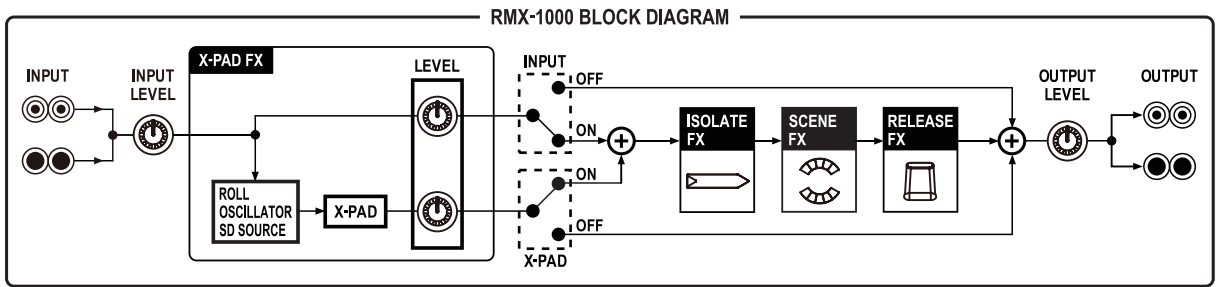 RMX-1000 BLOCK DIAGRAM
X-PAD FX
INPUT
INPUT
LEVEL
LEVEL
ROLL
OSCILLATOR
SD SOURCE
X-PAD
INPUT
OFF
ON
ON
OFF
X-PAD
ISOLATE
FX
SCENE
FX
RELEASE
FX
OUTPUT
LEVEL
OUTPUT